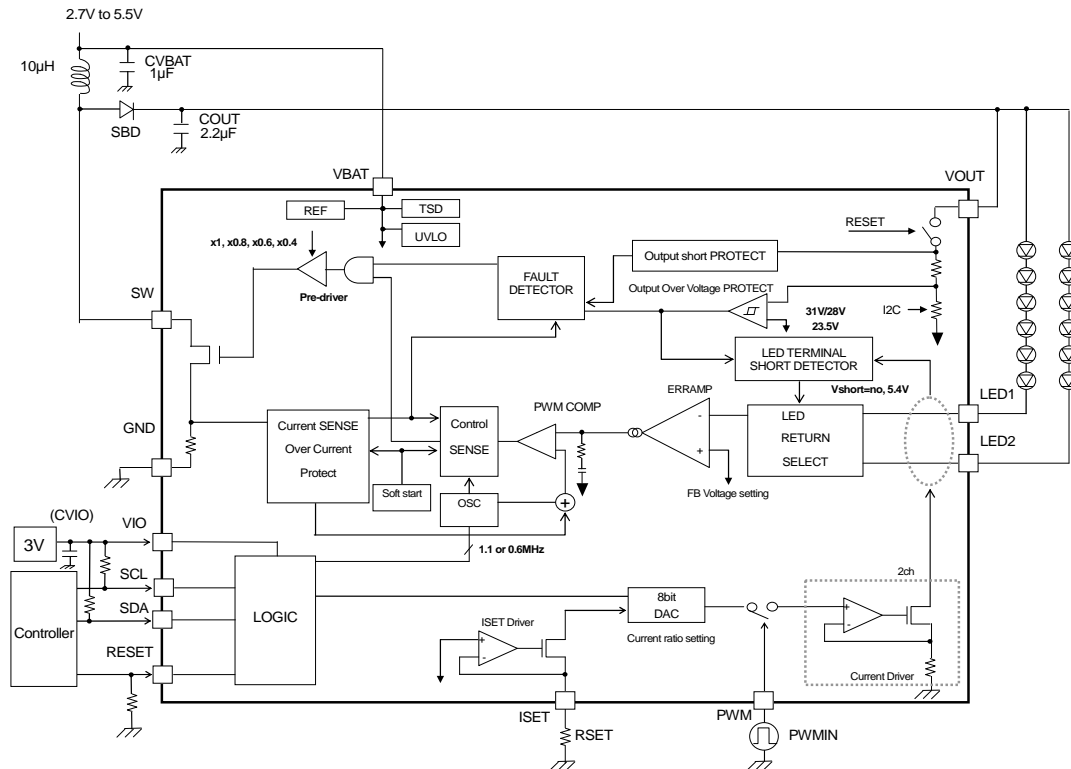 2.7V to 5.5V
10μH
CVBAT
1μF
SBD
COUT
2.2μF
VBAT
VOUT
REF
TSD
UVLO
RESET
x1, x0.8, x0.6, x0.4
Pre-driver
FAULT
DETECTOR
Output short PROTECT
Output Over Voltage PROTECT
31V/28V
23.5V
I2C
SW
LED TERMINAL
SHORT DETECTOR
Vshort=no, 5.4V
LED1
LED2
GND
Current SENSE
Over Current
Protect
Control
SENSE
PWM COMP
ERRAMP
-
+
LED
RETURN
SELECT
FB Voltage setting
Soft start
OSC
+
1.1 or 0.6MHz
(CVIO)
VIO
3V
SCL
SDA
Controller
RESET
LOGIC
ISET Driver
+
-
8bit
DAC
Current ratio setting
2ch
+
-
Current Driver
ISET
RSET
PWM
PWMIN